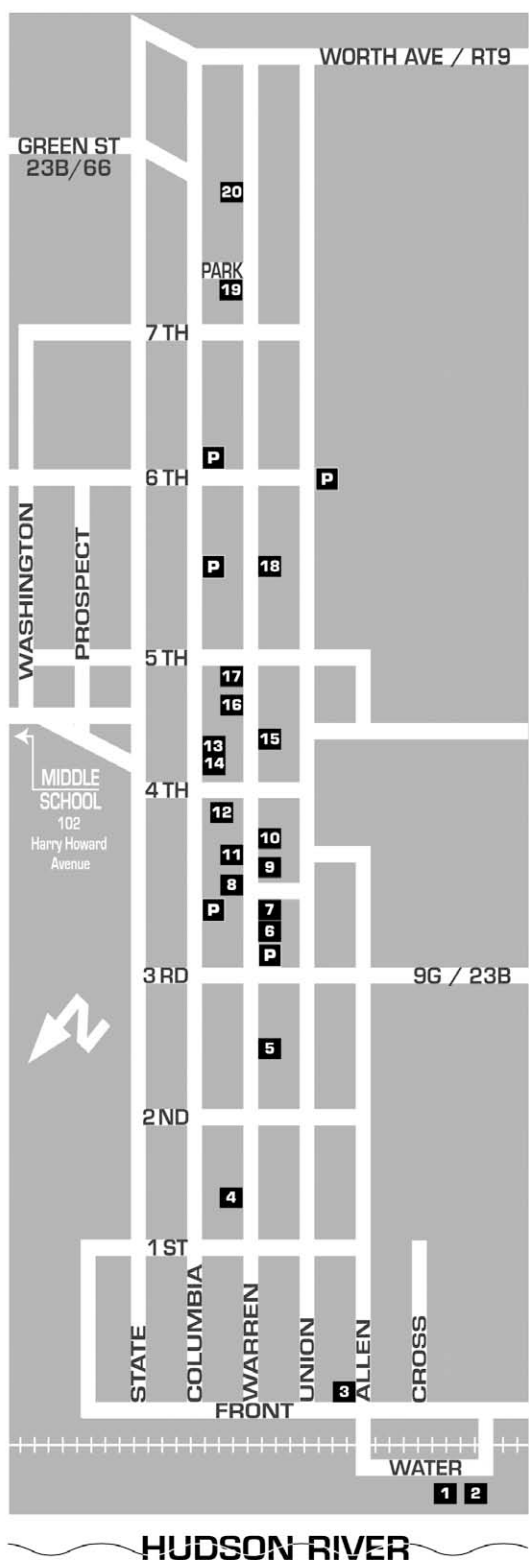 WORTH AVE / RT9
GREEN ST
23B/66
20
PARK
19
7 TH
P
6 TH
P
WASHINGTON
PROSPECT
P
18
5 TH
17
16
15
13
14
MIDDLE
SCHOOL
102
Harry Howard
Avenue
4 TH
12
10
11
9
8
P
7
6
P
3 RD
9G / 23B
N
5
2 ND
4
1 ST
STATE
COLUMBIA
WARREN
UNION
ALLEN
CROSS
3
FRONT
WATER
1
2
HUDSON RIVER